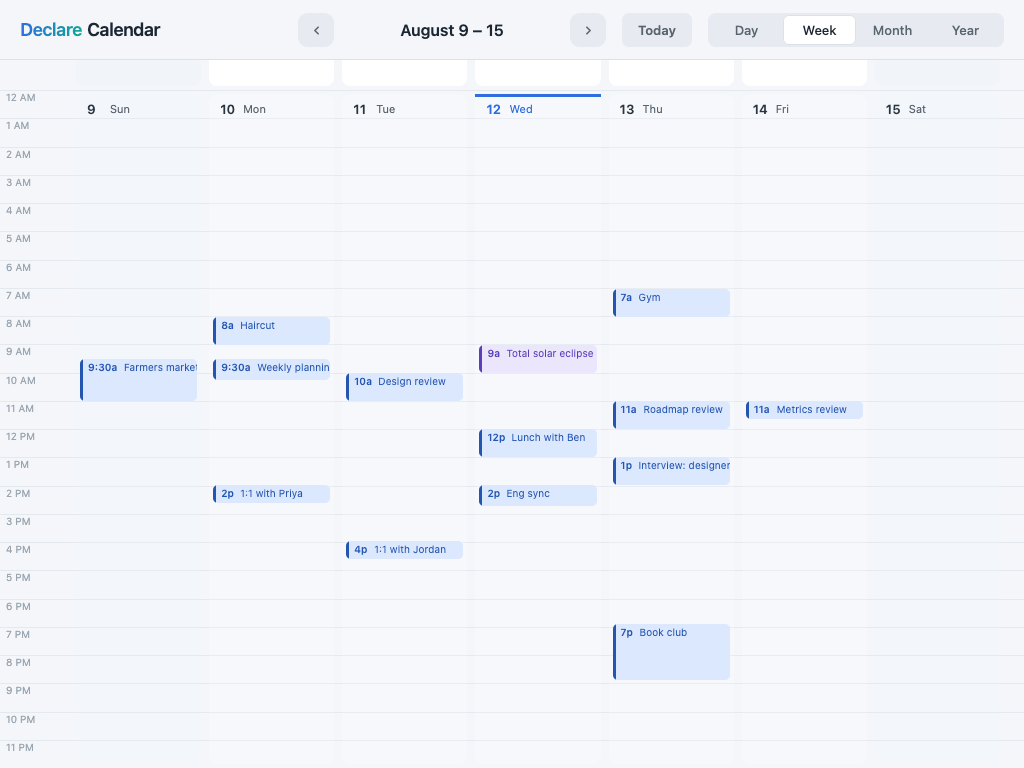 Declare Calendar
August 9 – 15
Today
Day
Week
Month
Year
9 Sun
10 Mon
11 Tue
12 Wed
13 Thu
14 Fri
15 Sat
12 AM
1 AM
2 AM
3 AM
4 AM
5 AM
6 AM
7 AM
8 AM
9 AM
10 AM
11 AM
12 PM
1 PM
2 PM
3 PM
4 PM
5 PM
6 PM
7 PM
8 PM
9 PM
10 PM
11 PM
9:30a Farmers market
8a Haircut
9:30a Weekly plannin
2p 1:1 with Priya
10a Design review
4p 1:1 with Jordan
9a Total solar eclipse
12p Lunch with Ben
2p Eng sync
7a Gym
11a Roadmap review
1p Interview: designer
7p Book club
11a Metrics review